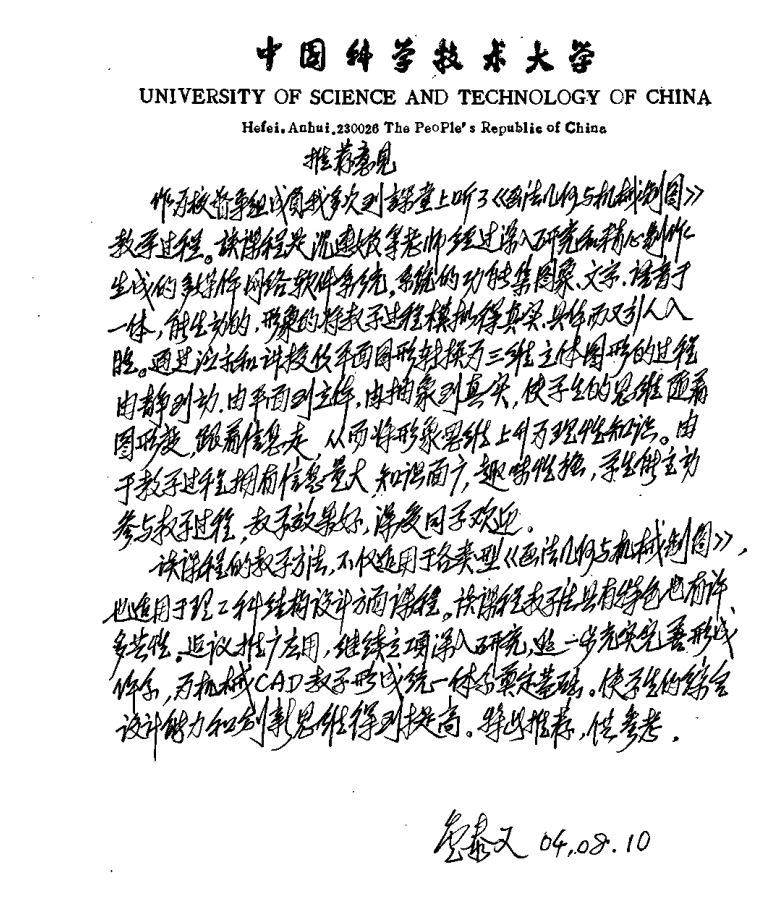 中国科学技术大学
UNIVERSITY OF SCIENCE AND TECHNOLOGY OF CHINA
Hefei, Anhui, 230026 The PeoPle's Republic of China
推荐意见
作为校督导组成员我多次到课堂上听了《画法几何与机械制图》
教学过程。该课程是沈建姣等老师经过深入研究和精心制作
生成的多媒体网络软件系统。系统的功能集图象、文字、语音于
一体,能生动的、形象的将教学过程模拟得真实、具体而又引人入
胜。通过演示和讲授使平面图形转换为三维立体图形的过程
由静到动、由平面到立体、由抽象到真实,使学生的思维随着
图形变,跟着信息走,从而将形象思维上升为理性知识。由
于教学过程拥有信息量大,知识面广,趣味性强,学生能主动
参与教学过程,教学效果好,深受同学欢迎。
该课程的教学方法,不仅适用于各类型《画法几何与机械制图》,
也适用于理工科结构设计方面课程。该课程教学法具有特色也有许
多共性。建议推广应用,继续立项深入研究,进一步充实完善形成
体系,为机械CAD教学形成统一体系奠定基础。使学生的综合
设计能力和创新思维得到提高。特此推荐,供参考。
泰义 04.08.10